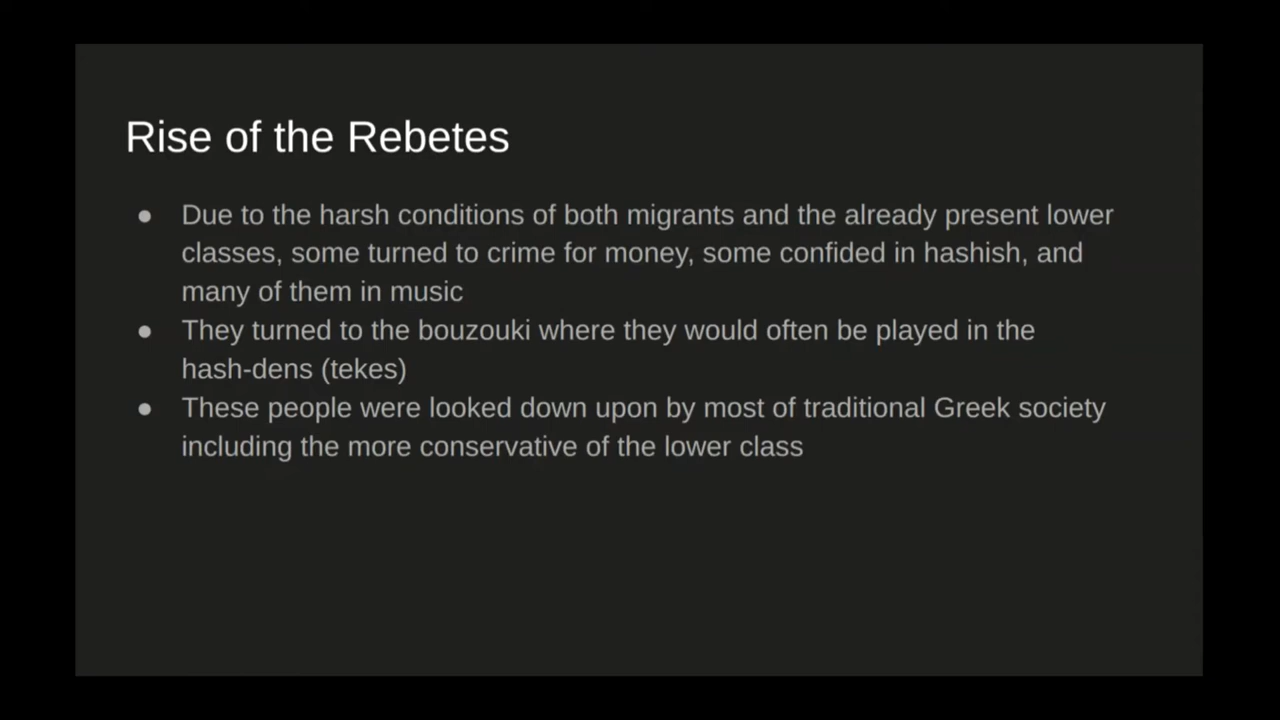 Rise of the Rebetes
● Due to the harsh conditions of both migrants and the already present lower
classes, some turned to crime for money, some confided in hashish, and
many of them in music
● They turned to the bouzouki where they would often be played in the
hash-dens (tekes)
● These people were looked down upon by most of traditional Greek society
including the more conservative of the lower class